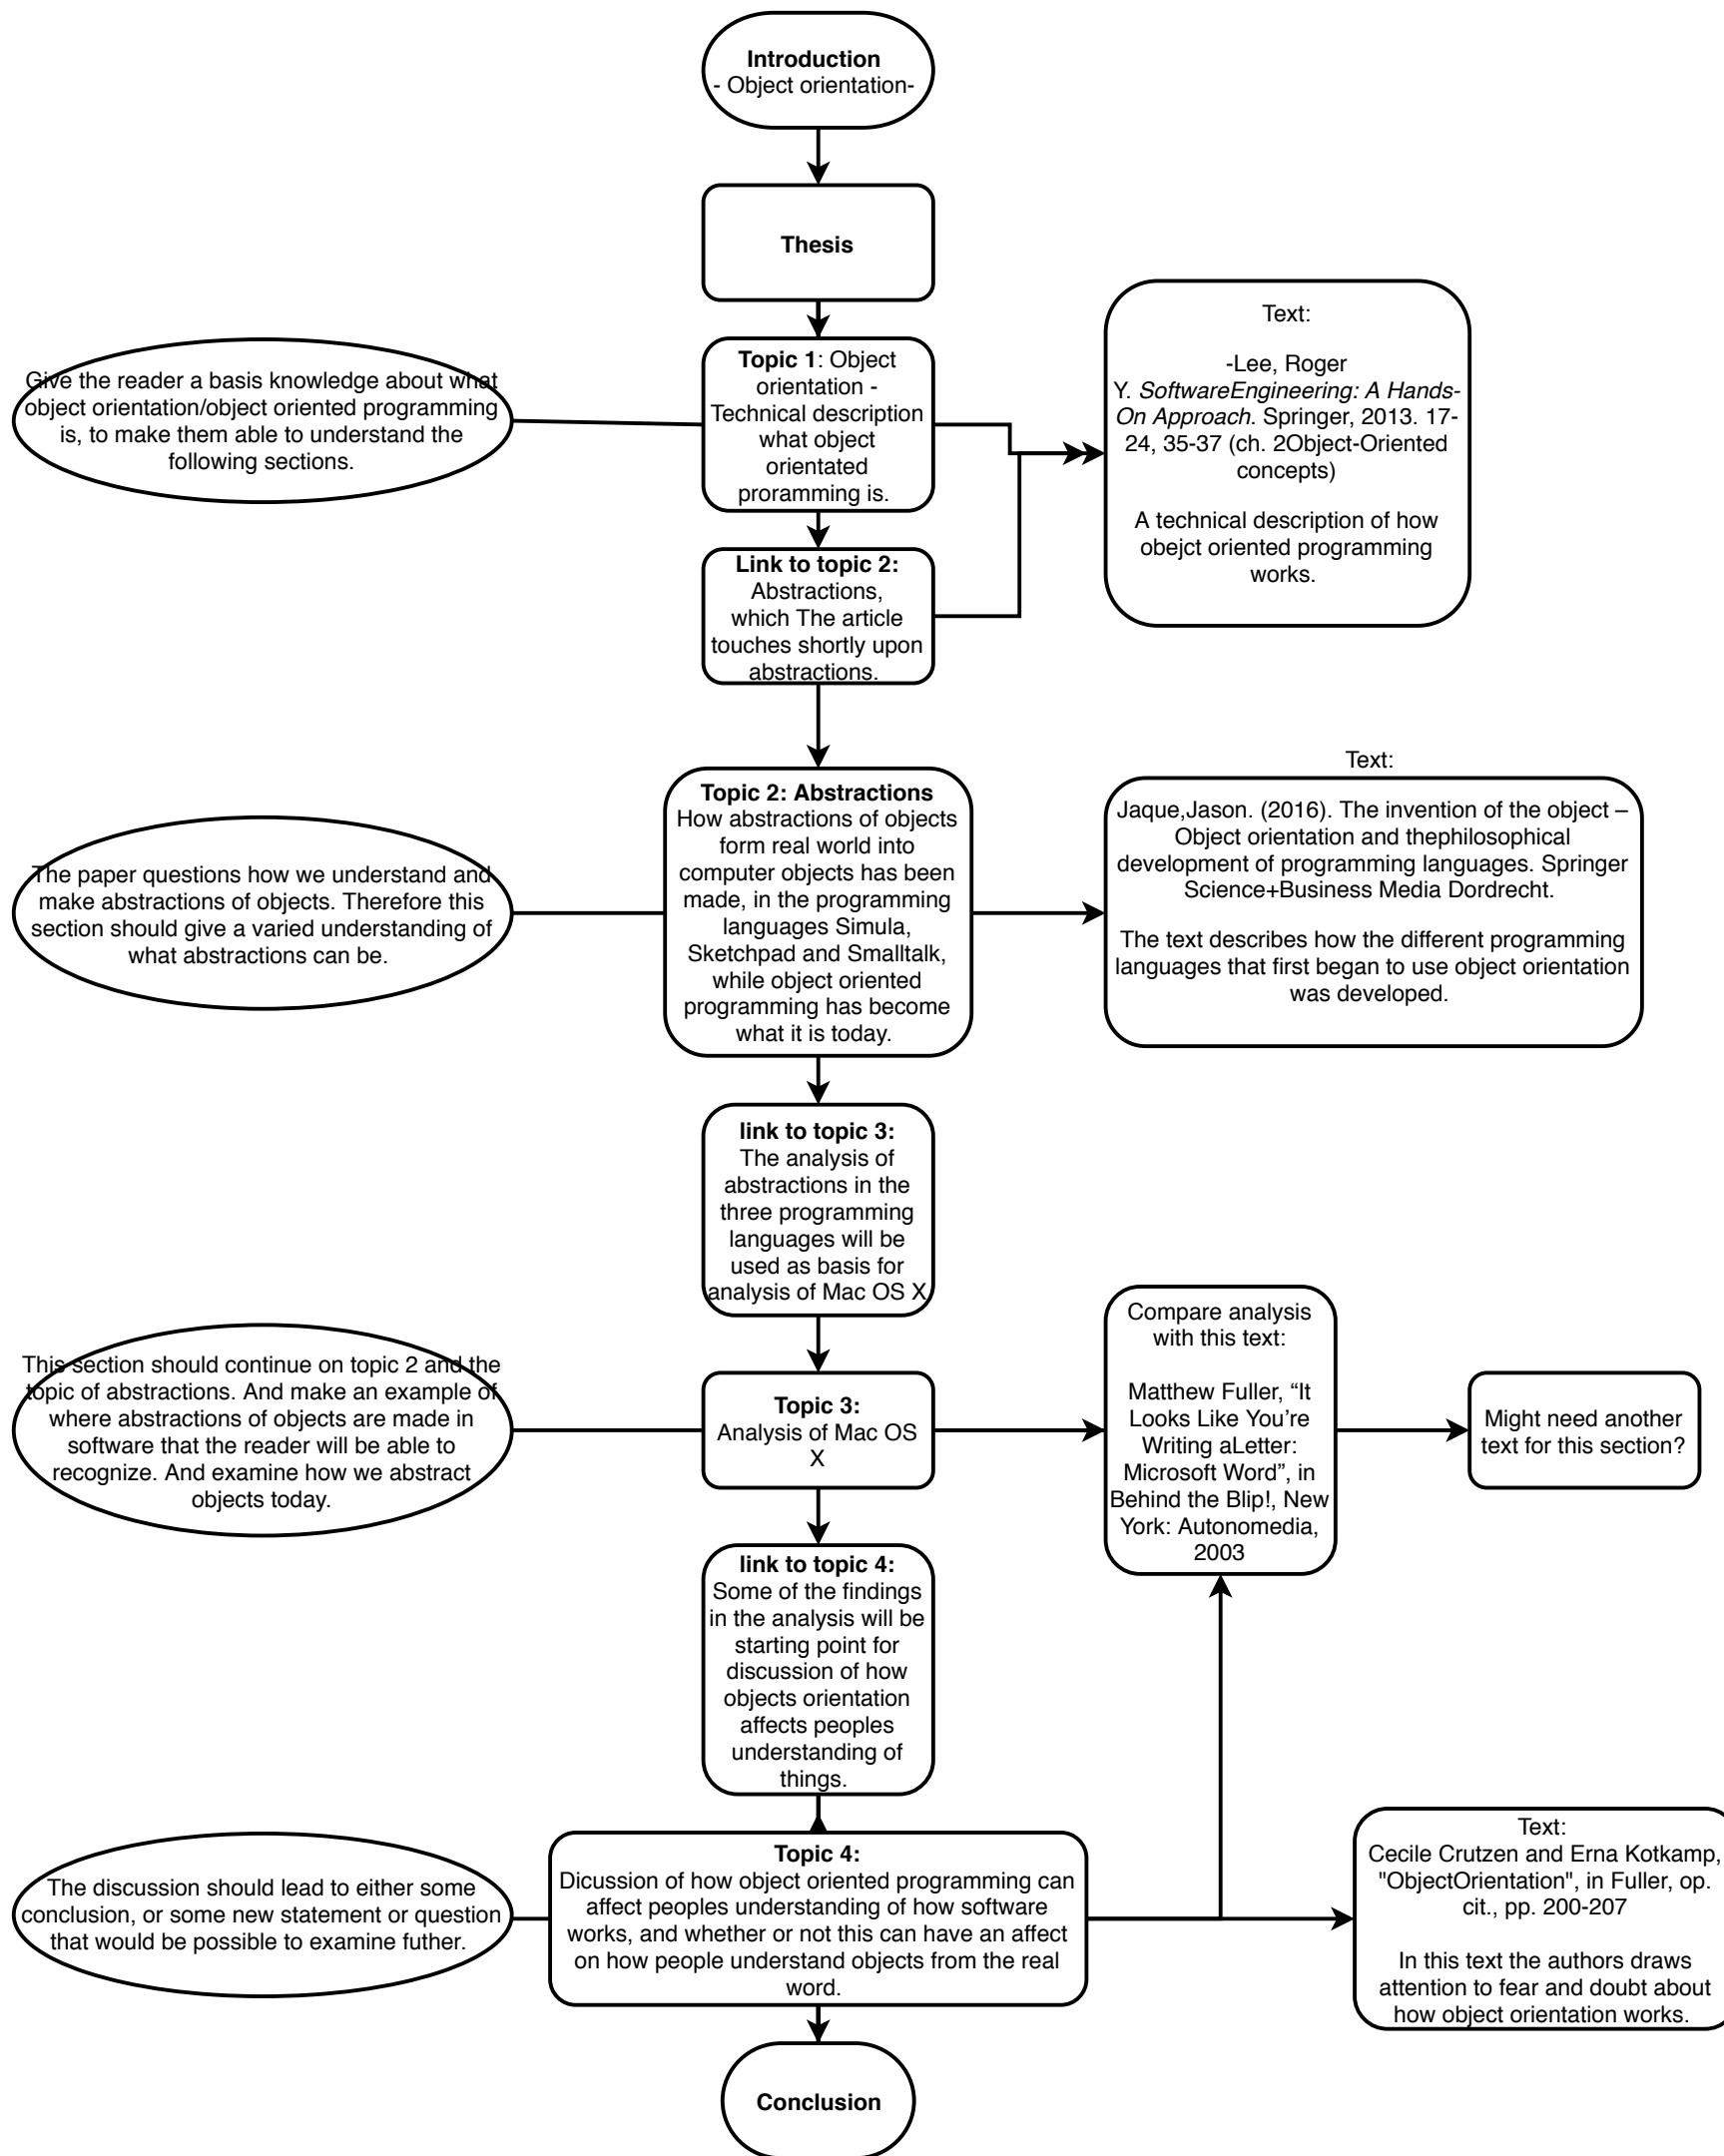 Introduction
- Object orientation-
Thesis
Topic 1: Object
orientation -
Technical description
what object
orientated
proramming is.
Give the reader a basis knowledge about what
object orientation/object oriented programming
is, to make them able to understand the
following sections.
Text:
-Lee, Roger
Y. SoftwareEngineering: A Hands-
On Approach. Springer, 2013. 17-
24, 35-37 (ch. 2Object-Oriented
concepts)
A technical description of how
obejct oriented programming
works.
Link to topic 2:
Abstractions,
which The article
touches shortly upon
abstractions.
Topic 2: Abstractions
How abstractions of objects
form real world into
computer objects has been
made, in the programming
languages Simula,
Sketchpad and Smalltalk,
while object oriented
programming has become
what it is today.
The paper questions how we understand and
make abstractions of objects. Therefore this
section should give a varied understanding of
what abstractions can be.
Text:
Jaque,Jason. (2016). The invention of the object –
Object orientation and thephilosophical
development of programming languages. Springer
Science+Business Media Dordrecht.
The text describes how the different programming
languages that first began to use object orientation
was developed.
link to topic 3:
The analysis of
abstractions in the
three programming
languages will be
used as basis for
analysis of Mac OS X
This section should continue on topic 2 and the
topic of abstractions. And make an example of
where abstractions of objects are made in
software that the reader will be able to
recognize. And examine how we abstract
objects today.
Topic 3:
Analysis of Mac OS
X
Compare analysis
with this text:
Matthew Fuller, “It
Looks Like You’re
Writing aLetter:
Microsoft Word”, in
Behind the Blip!, New
York: Autonomedia,
2003
Might need another
text for this section?
link to topic 4:
Some of the findings
in the analysis will be
starting point for
discussion of how
objects orientation
affects peoples
understanding of
things.
The discussion should lead to either some
conclusion, or some new statement or question
that would be possible to examine futher.
Topic 4:
Dicussion of how object oriented programming can
affect peoples understanding of how software
works, and whether or not this can have an affect
on how people understand objects from the real
word.
Text:
Cecile Crutzen and Erna Kotkamp,
"ObjectOrientation", in Fuller, op.
cit., pp. 200-207
In this text the authors draws
attention to fear and doubt about
how object orientation works.
Conclusion